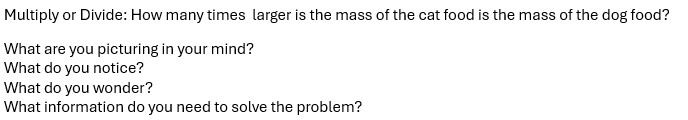 Multiply or Divide: How many times  larger is the mass of the cat food is the mass of the dog food?
What are you picturing in your mind?
What do you notice?
What do you wonder?
What information do you need to solve the problem?